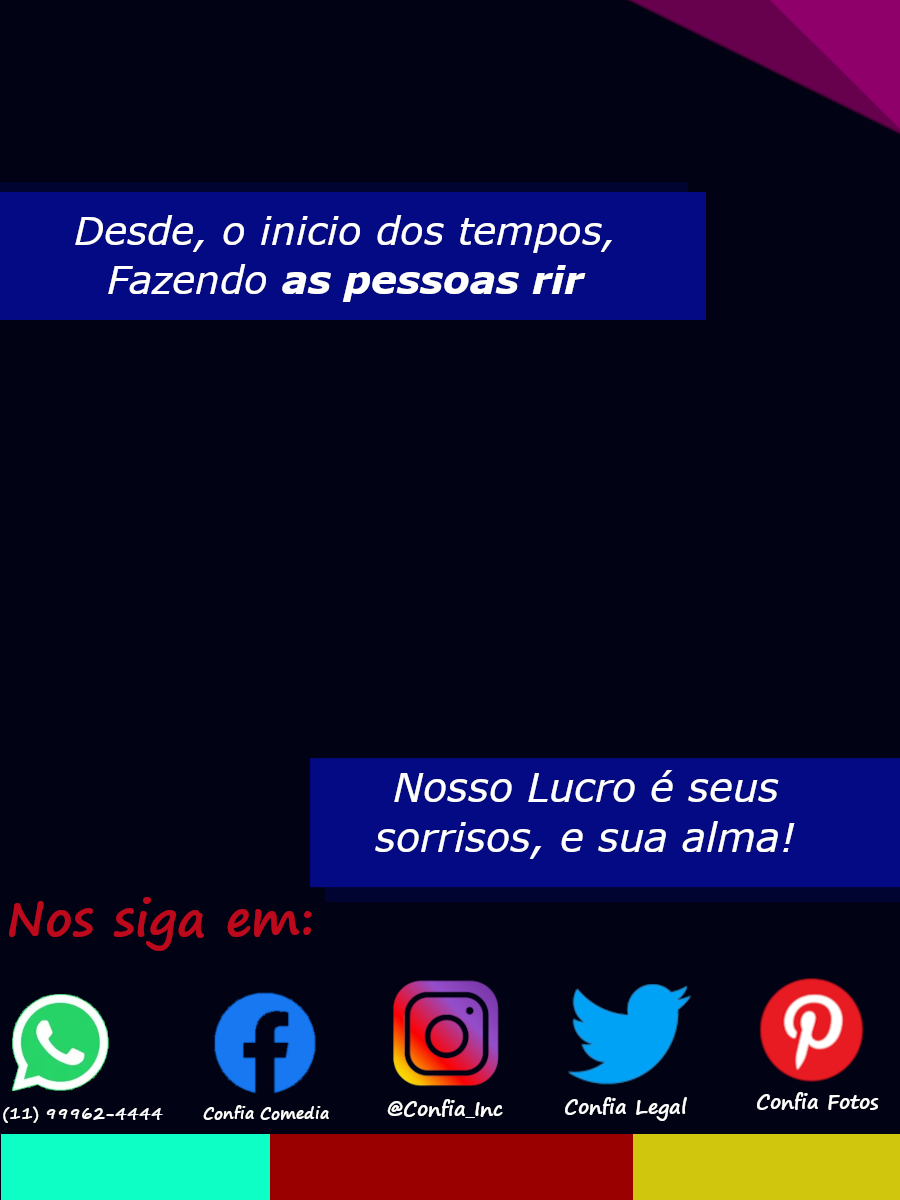 Desde, o inicio dos tempos,
Fazendo as pessoas rir
Nosso Lucro é seus
sorrisos, e sua alma!
Nos siga em:
(11) 99962-4444
Confia Comedia
@Confia_Inc
Confia Legal
Confia Fotos